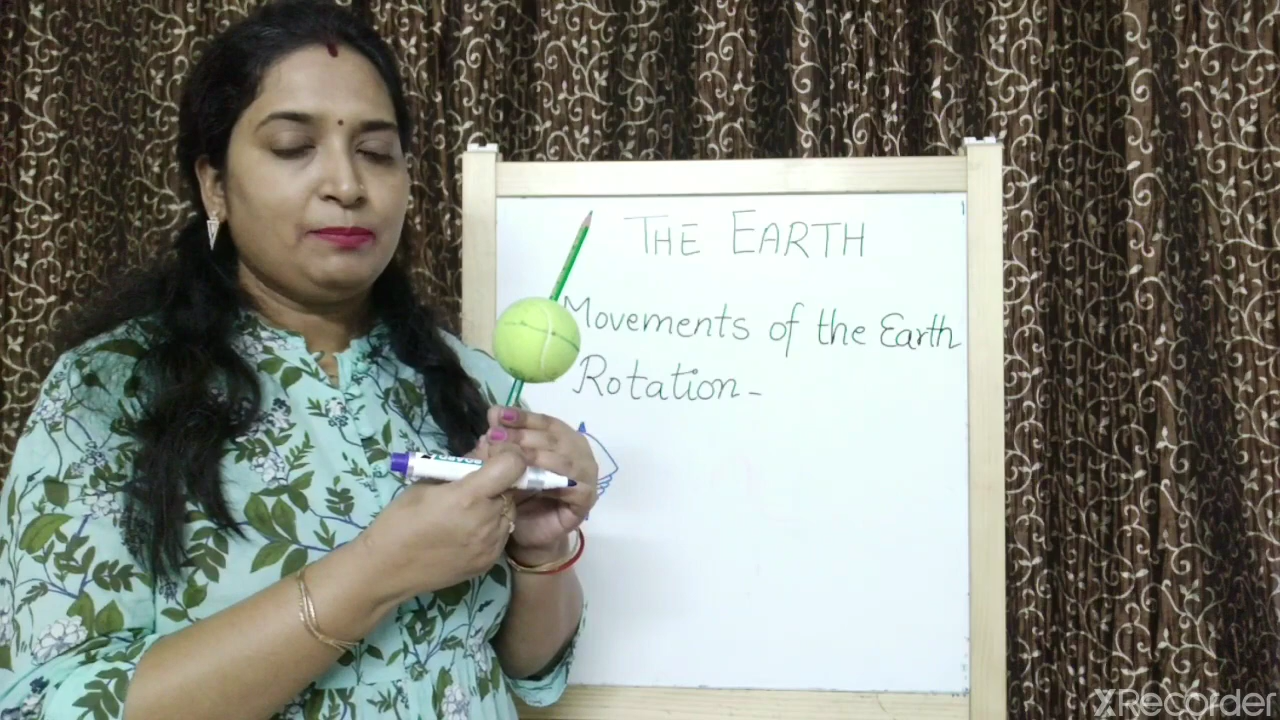 THE EARTH
Movements of the Earth
Rotation -
XRecorder